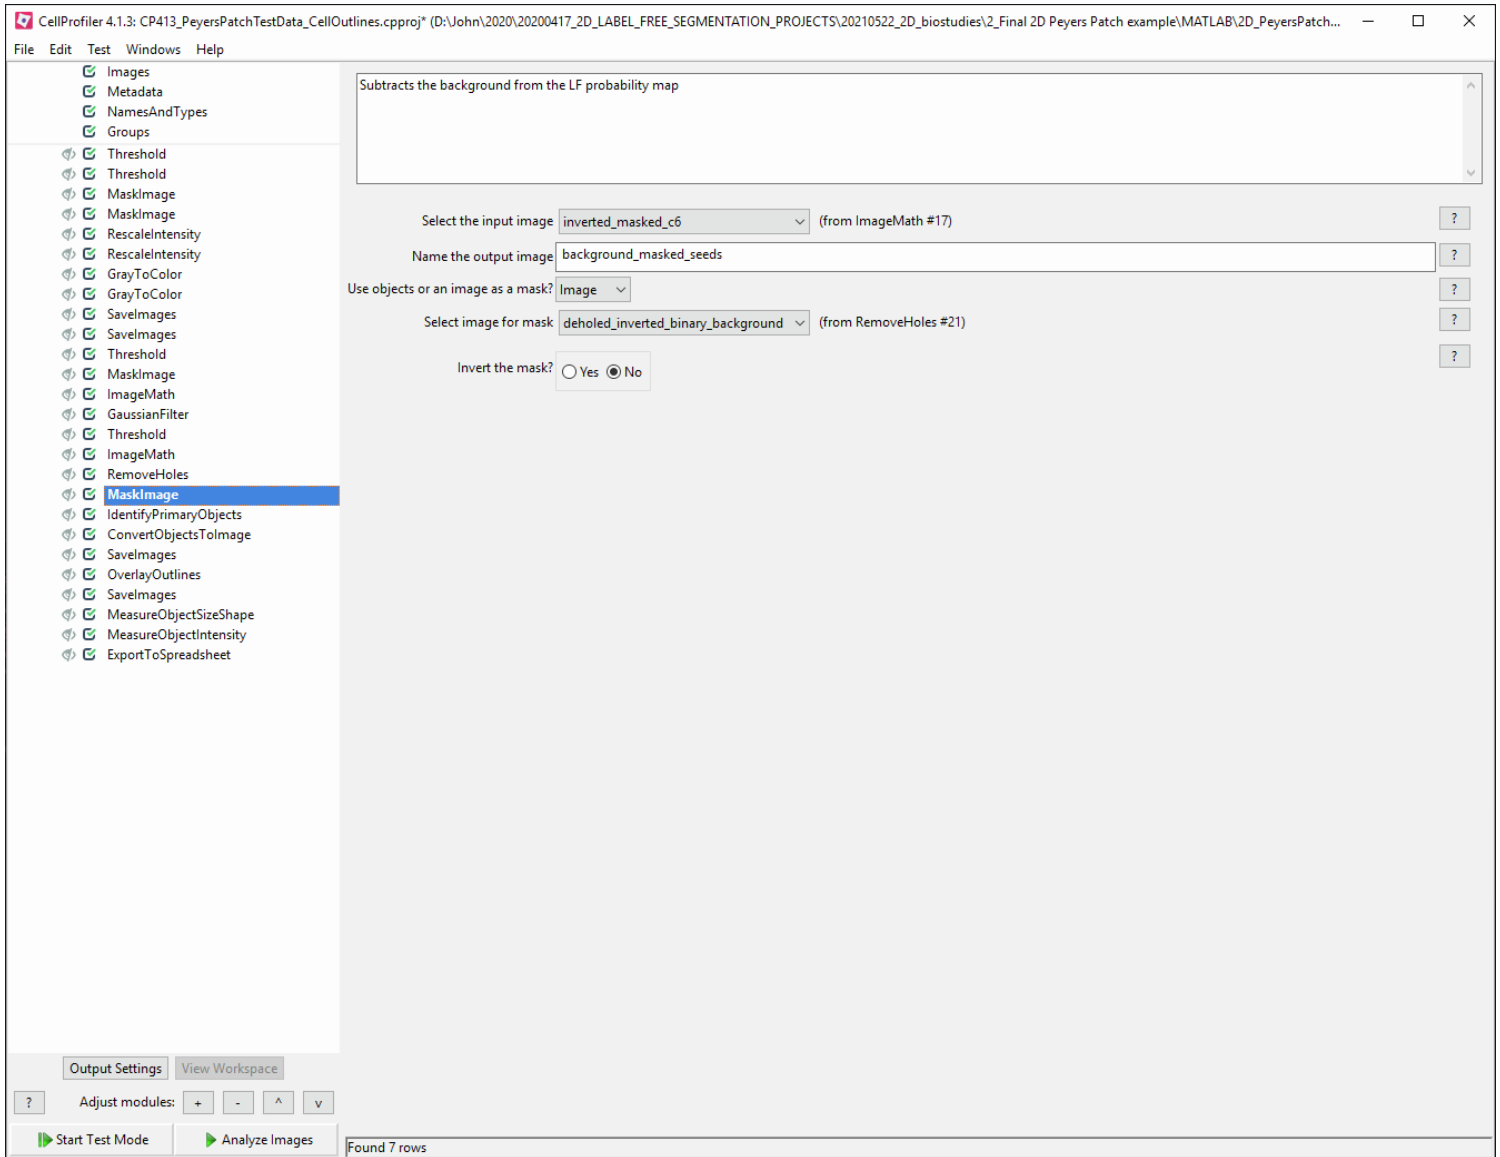 CellProfiler 4.1.3: CP413_PeyersPatchTestData_CellOutlines.cpproj* (D:\John\2020\20200417_2D_LABEL_FREE_SEGMENTATION_PROJECTS\20210522_2D_biostudies\2_Final 2D Peyers Patch example\MATLAB\2D_PeyersPatch...
File Edit Test Windows Help
Images
Metadata
NamesAndTypes
Groups
Threshold
Threshold
MaskImage
MaskImage
RescaleIntensity
RescaleIntensity
GrayToColor
GrayToColor
SaveImages
SaveImages
Threshold
MaskImage
ImageMath
GaussianFilter
Threshold
ImageMath
RemoveHoles
MaskImage
IdentifyPrimaryObjects
ConvertObjectsToImage
SaveImages
OverlayOutlines
SaveImages
MeasureObjectSizeShape
MeasureObjectIntensity
ExportToSpreadsheet
Output Settings View Workspace
? Adjust modules: + - ^ v
Start Test Mode Analyze Images
Subtracts the background from the LF probability map
Select the input image inverted_masked_c6 (from ImageMath #17) ?
Name the output image background_masked_seeds ?
Use objects or an image as a mask? Image ?
Select image for mask deholed_inverted_binary_background (from RemoveHoles #21) ?
Invert the mask? Yes No ?
Found 7 rows